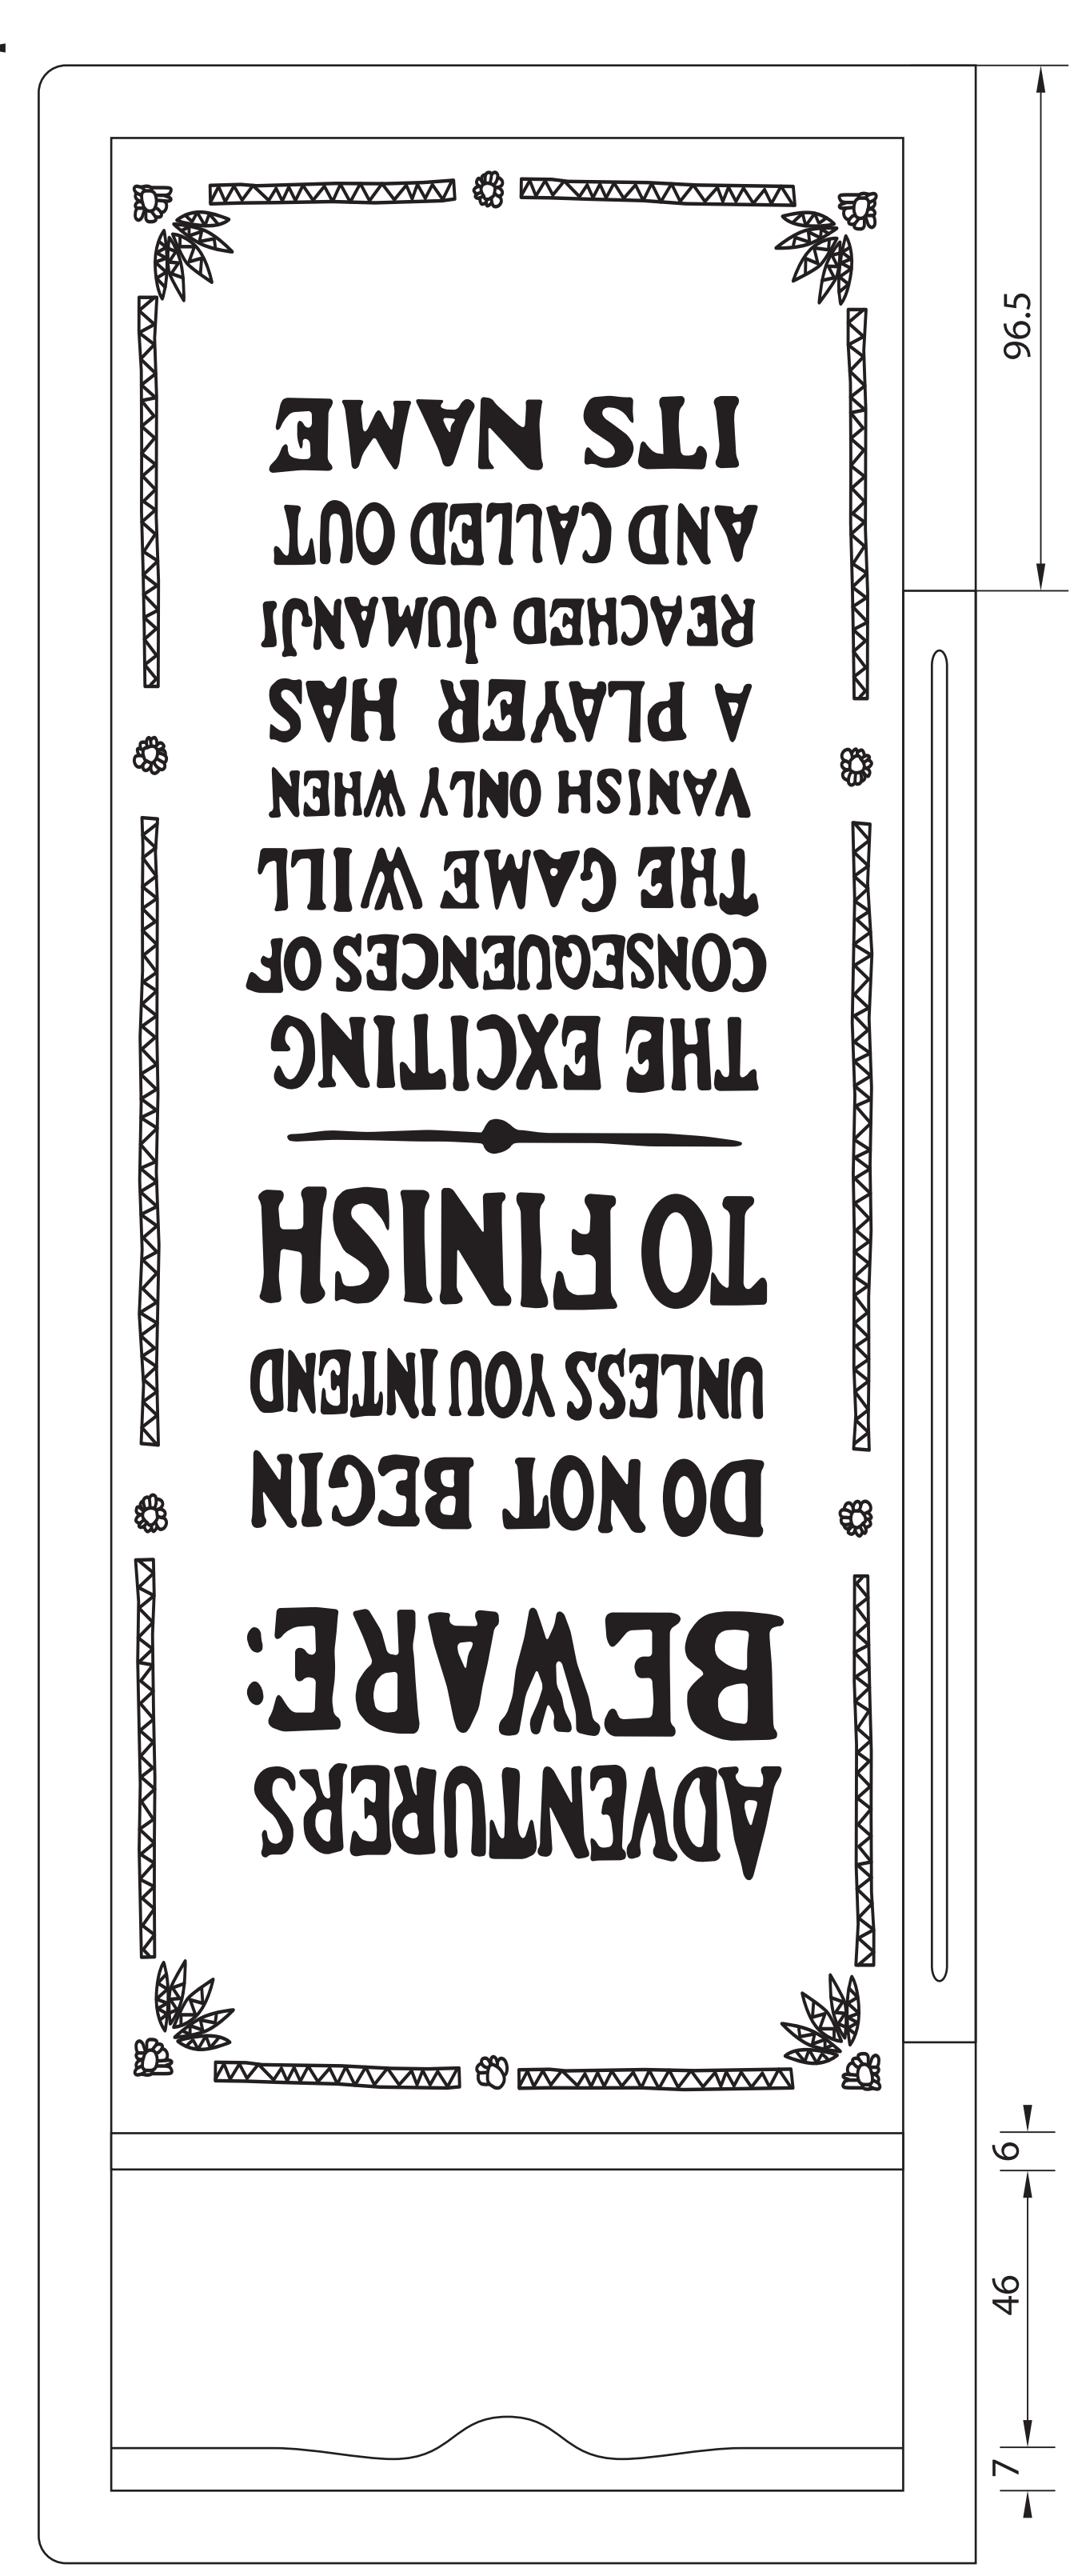 ADVENTURERS
BEWARE:
DO NOT BEGIN
UNLESS YOU INTEND
TO FINISH
THE EXCITING
CONSEQUENCES OF
THE GAME WILL
VANISH ONLY WHEN
A PLAYER HAS
REACHED JUMANJI
AND CALLED OUT
ITS NAME
96.5
6
46
7